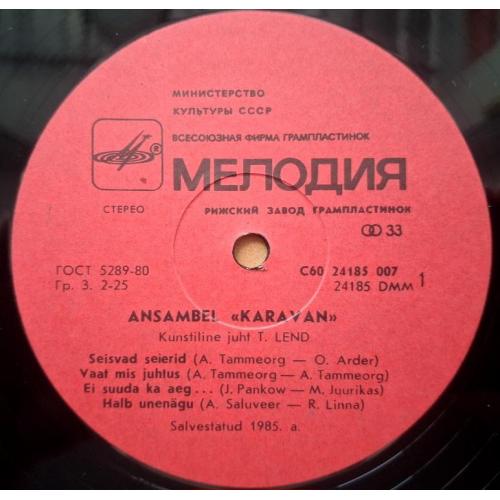 МИНИСТЕРСТВО
КУЛЬТУРЫ СССР
ВСЕСОЮЗНАЯ ФИРМА ГРАМПЛАСТИНОК
®
МЕЛОДИЯ
СТЕРЕО
РИЖСКИЙ ЗАВОД ГРАМПЛАСТИНОК
33
ГОСТ 5289-80
Гр. 3. 2-25
С60 24185 007
24185 DMM 1
ANSAMBEL «KARAVAN»
Kunstiline juht T. LEND
Seisvad seierid (A. Tammeorg — O. Arder)
Vaat mis juhtus (A. Tammeorg — A. Tammeorg)
Ei suuda ka aeg... (J. Pankow — M. Juurikas)
Halb unenägu (A. Saluveer — R. Linna)
Salvestatud 1985. a.